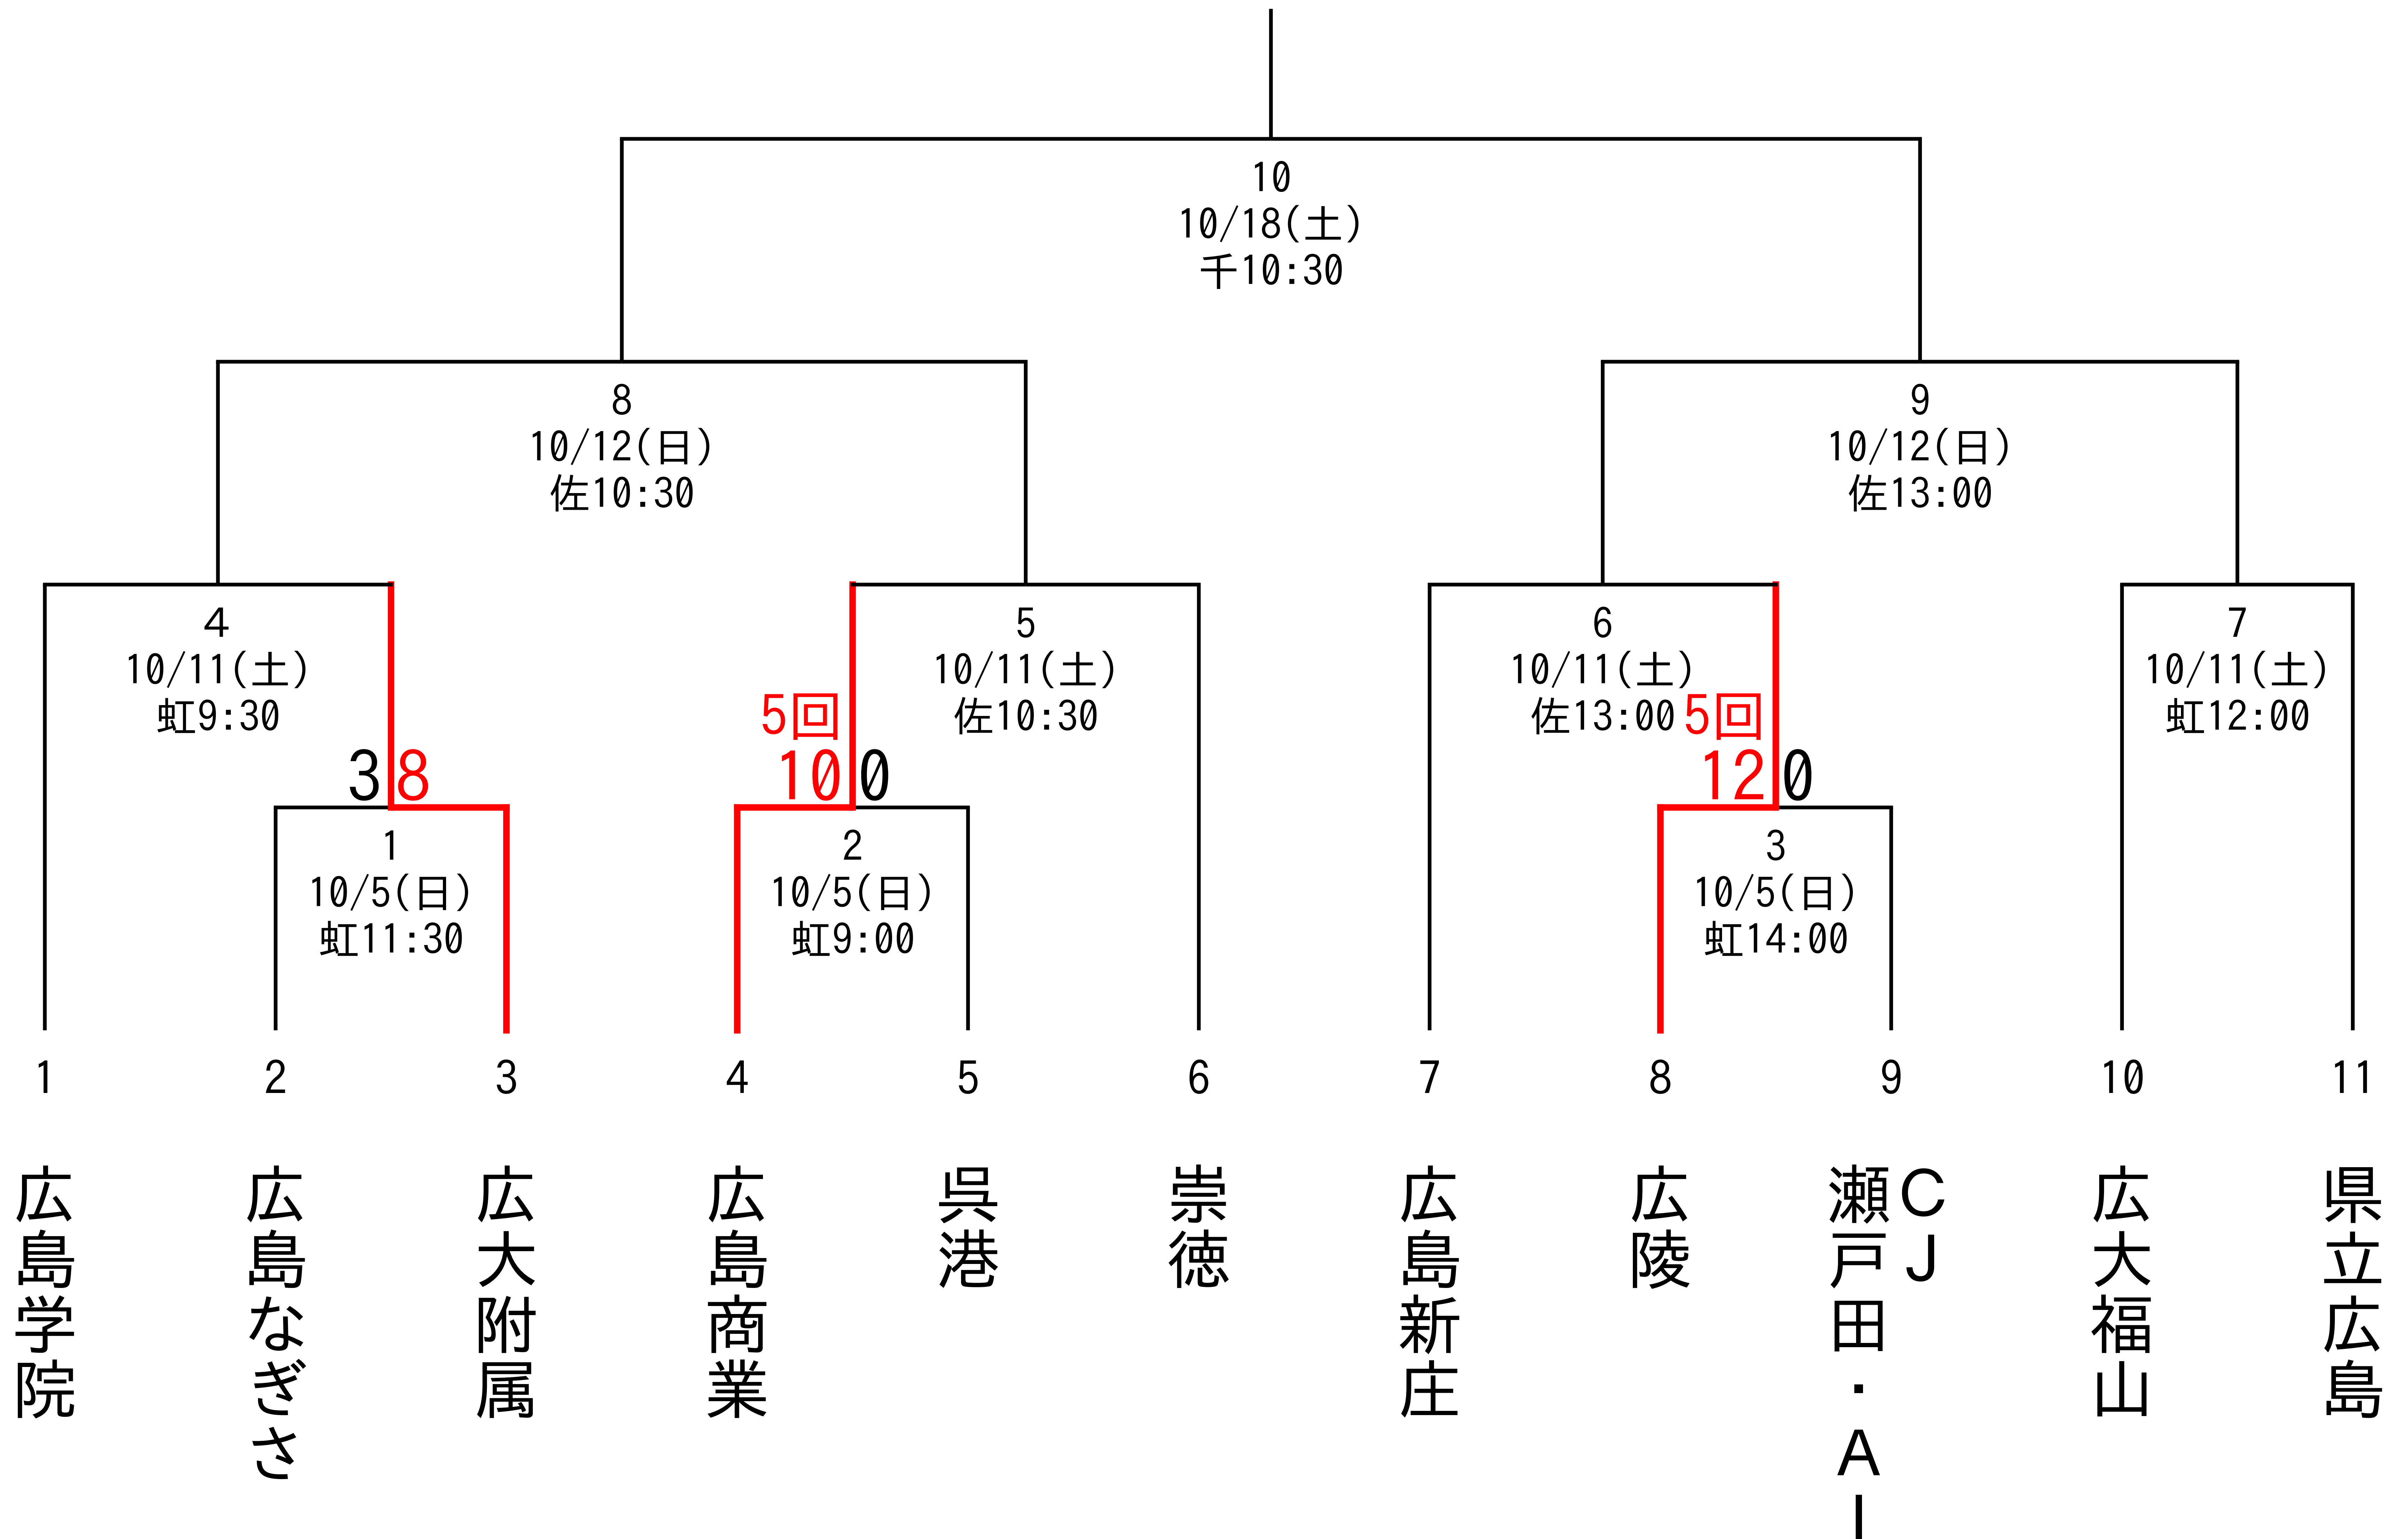 10
10/18(土)
千10:30
8
10/12(日)
佐10:30
9
10/12(日)
佐13:00
4
10/11(土)
虹9:30
5
10/11(土)
佐10:30
6
10/11(土)
佐13:00
7
10/11(土)
虹12:00
3 8
5回
10 0
5回
12 0
1
10/5(日)
虹11:30
2
10/5(日)
虹9:00
3
10/5(日)
虹14:00
1 2 3 4 5 6 7 8 9 10 11
広島学院
広島なぎさ
広大附属
広島商業
呉港
崇徳
広島新庄
広陵
CJ
瀬戸田・A
広大福山
県立広島